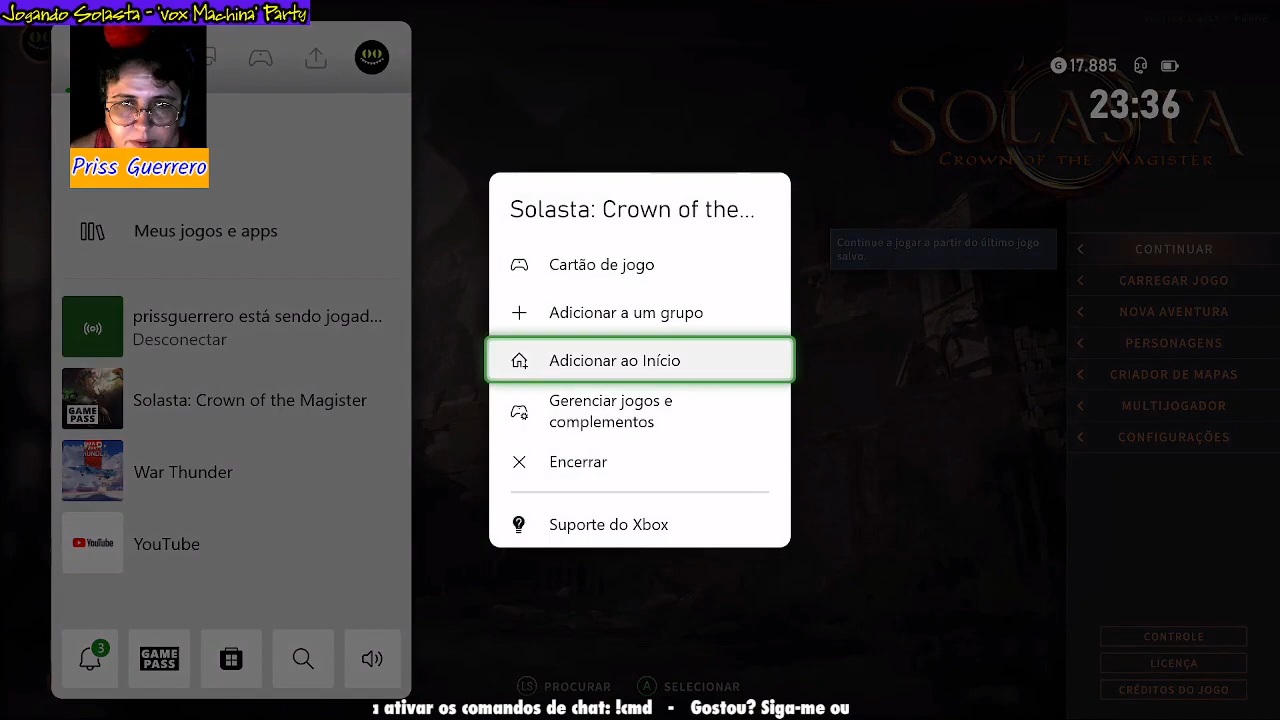 Jogando Solasta - 'Vox Machina' Party
Priss Guerrero
Meus jogos e apps
prissguerrero está sendo jogad...
Desconectar
GAME PASS
Solasta: Crown of the Magister
War Thunder
YouTube
YouTube
3
GAME PASS
Solasta: Crown of the...
Cartão de jogo
Adicionar a um grupo
Adicionar ao Início
Gerenciar jogos e
complementos
Encerrar
Suporte do Xbox
G 17.885
23:36
SOLASTA
CROWN OF THE MAGISTER
Continue a jogar a partir do último jogo
salvo.
CONTINUAR
CARREGAR JOGO
NOVA AVENTURA
PERSONAGENS
CRIADOR DE MAPAS
MULTIJOGADOR
CONFIGURAÇÕES
CONTROLE
LICENÇA
CRÉDITOS DO JOGO
LS PROCURAR A SELECIONAR
ativar os comandos de chat: !cmd - Gostou? Siga-me ou